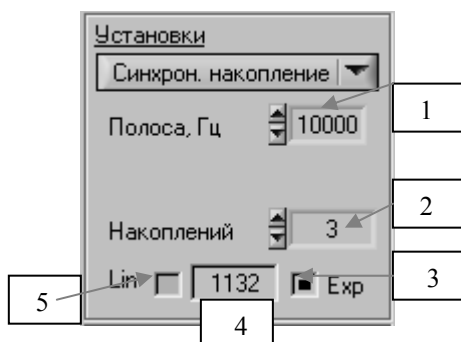 Установки
Синхрон. накопление
Полоса, Гц 10000
1
Накоплений 3
2
Lin 1132 Exp
3
5
4